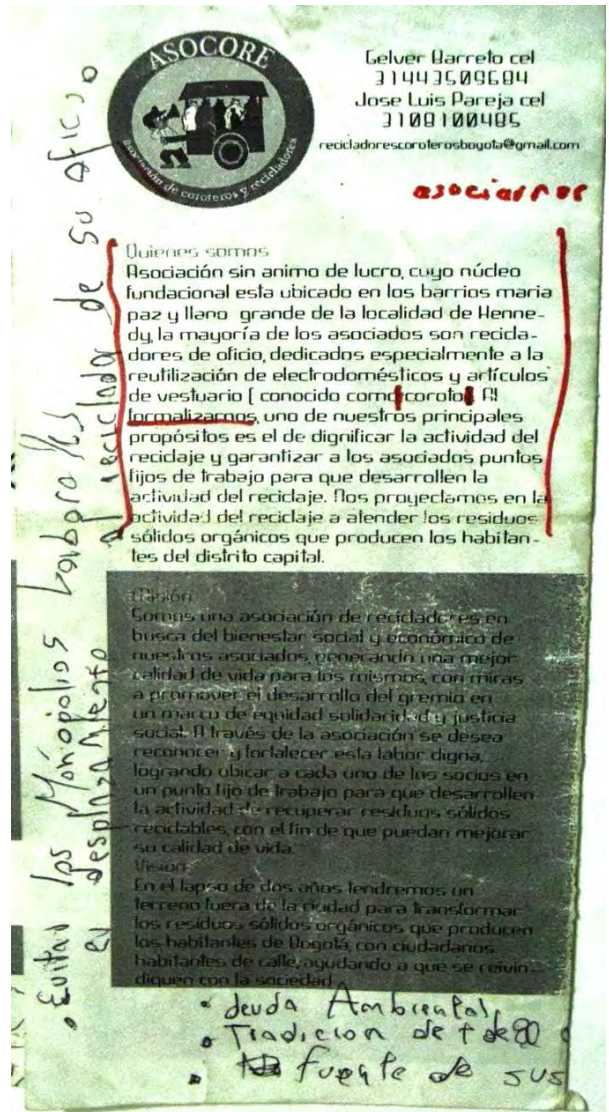 ASOCORE
asociación de coroteros y recicladores
Gelver Barreto cel
31443509684
Jose Luis Pareja cel
3108100485
recicladorescoroterosbogota@gmail.com
asociarnos
Quienes somos
Asociación sin animo de lucro, cuyo núcleo
fundacional esta ubicado en los barrios maria
paz y llano grande de la localidad de Kenne-
dy, la mayoría de los asociados son recicla-
dores de oficio, dedicados especialmente a la
reutilización de electrodomésticos y artículos
de vestuario ( conocido como corotos Al
formalizarnos, uno de nuestros principales
propósitos es el de dignificar la actividad del
reciclaje y garantizar a los asociados puntos
fijos de trabajo para que desarrollen la
actividad del reciclaje. Nos proyectamos en la
actividad del reciclaje a atender los residuos
sólidos orgánicos que producen los habitan-
tes del distrito capital.
Misión
Somos una asociación de recicladores en
busca del bienestar social y económico de
nuestros asociados, generando una mejor
calidad de vida para los mismos, con miras
a promover el desarrollo del gremio en
un marco de equidad solidaridad y justicia
social. A través de la asociación se desea
reconocer y fortalecer esta labor digna,
logrando ubicar a cada uno de los socios en
un punto fijo de trabajo para que desarrollen
la actividad de recuperar residuos sólidos
reciclables, con el fin de que puedan mejorar
su calidad de vida.
Visión
En el lapso de dos años tendremos un
terreno fuera de la ciudad para transformar
los residuos sólidos orgánicos que producen
los habitantes de Bogotá, con ciudadanos
habitantes de calle, ayudando a que se reivin-
diquen con la sociedad
• deuda Ambiental
• Tradicion de + de 80
• fuente de sus
• Evitar los Monopolios Laborales
el desplazamiento al reciclador de su oficio.